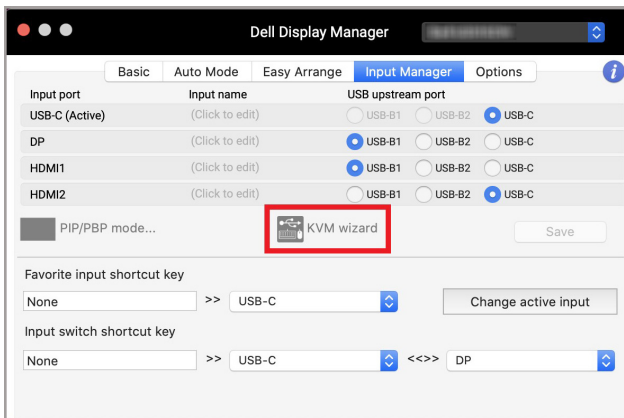 Dell Display Manager
Basic Auto Mode Easy Arrange Input Manager Options i
Input port Input name USB upstream port
USB-C (Active) (Click to edit) USB-B1 USB-B2 USB-C
DP (Click to edit) USB-B1 USB-B2 USB-C
HDMI1 (Click to edit) USB-B1 USB-B2 USB-C
HDMI2 (Click to edit) USB-B1 USB-B2 USB-C
PIP/PBP mode... KVM wizard Save
Favorite input shortcut key
None >> USB-C Change active input
Input switch shortcut key
None >> USB-C <<>> DP